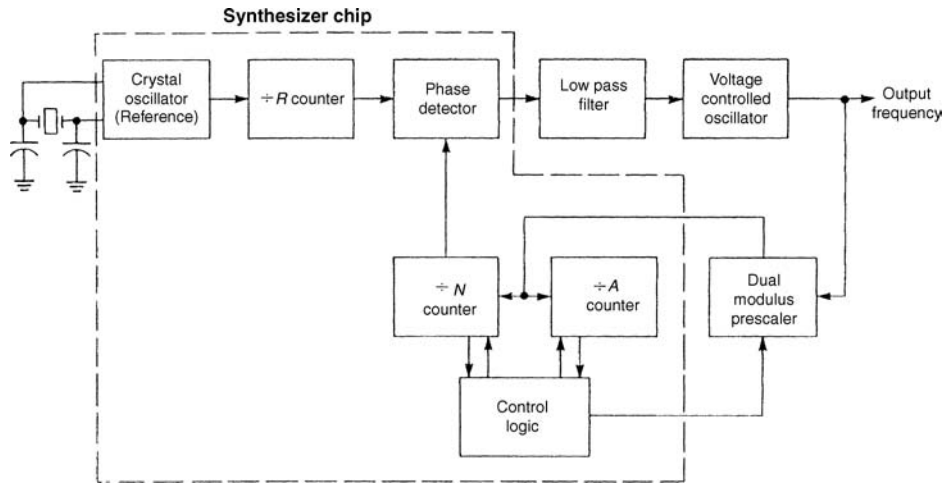 Synthesizer chip
Crystal
oscillator
(Reference)
÷ R counter
Phase
detector
Low pass
filter
Voltage
controlled
oscillator
Output
frequency
÷ N
counter
÷ A
counter
Dual
modulus
prescaler
Control
logic